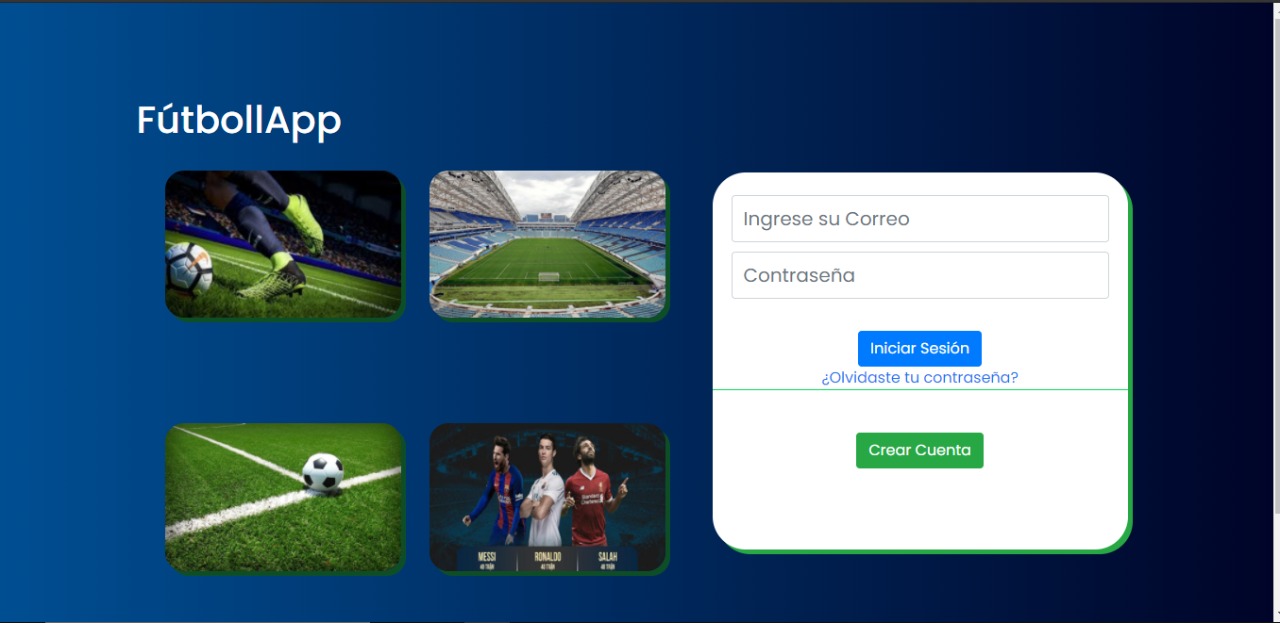 FútbollApp
Ingrese su Correo
Contraseña
Iniciar Sesión
¿Olvidaste tu contraseña?
Crear Cuenta
MESSI RONALDO SALAH